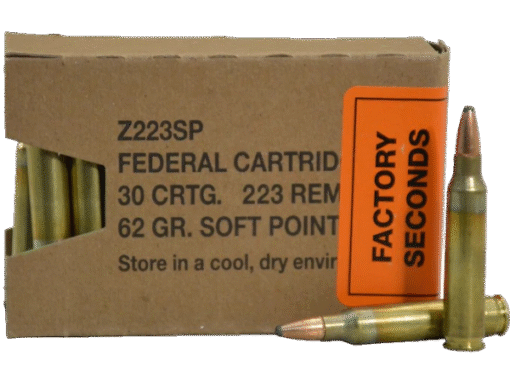 Z223SP
FEDERAL CARTRID
30 CRTG. 223 REM
62 GR. SOFT POINT
Store in a cool, dry envir
FACTORY
SECONDS